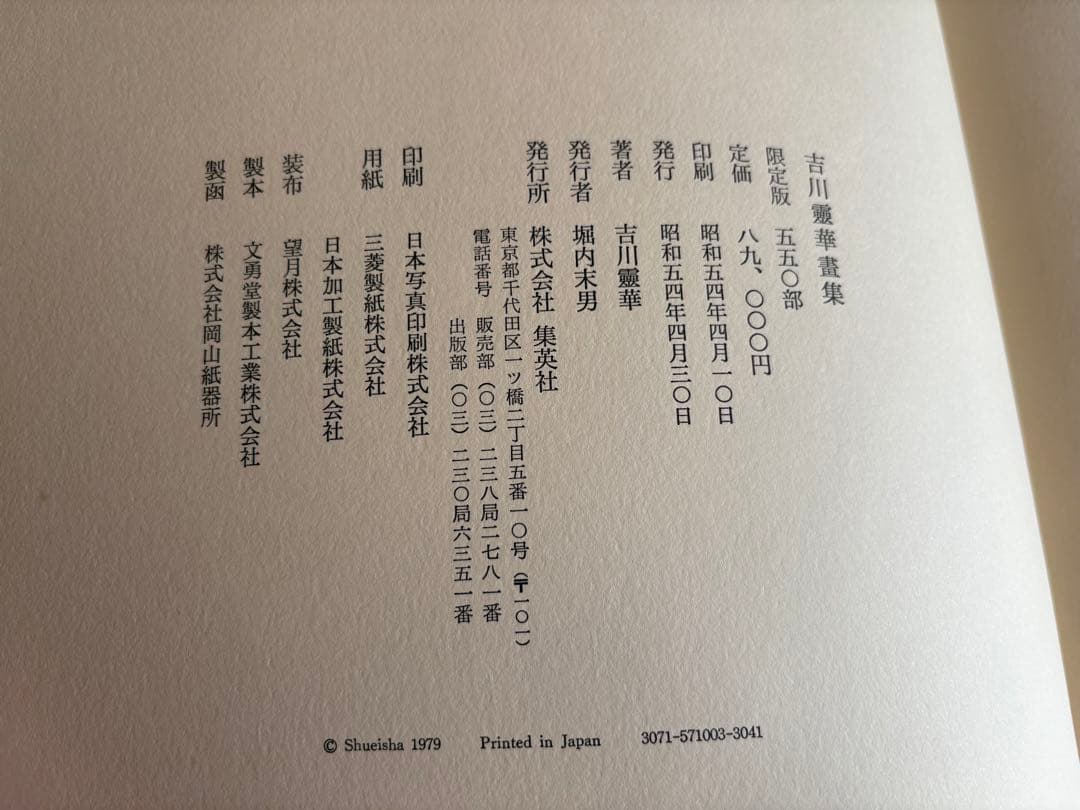 吉川靈華畫集
限定版 五五〇部
定価 八九、〇〇〇円
印刷 昭和五四年四月一〇日
発行 昭和五四年四月三〇日
著者 吉川靈華
発行者 堀内末男
発行所 株式会社 集英社
東京都千代田区一ツ橋二丁目五番一〇号(〒一〇一)
電話番号 販売部(〇三)二三八局二七八一番
出版部(〇三)二三〇局六三五一番
印刷 日本写真印刷株式会社
用紙 三菱製紙株式会社
日本加工製紙株式会社
装布 望月株式会社
製本 文勇堂製本工業株式会社
製函 株式会社岡山紙器所
© Shueisha 1979 Printed in Japan 3071-571003-3041